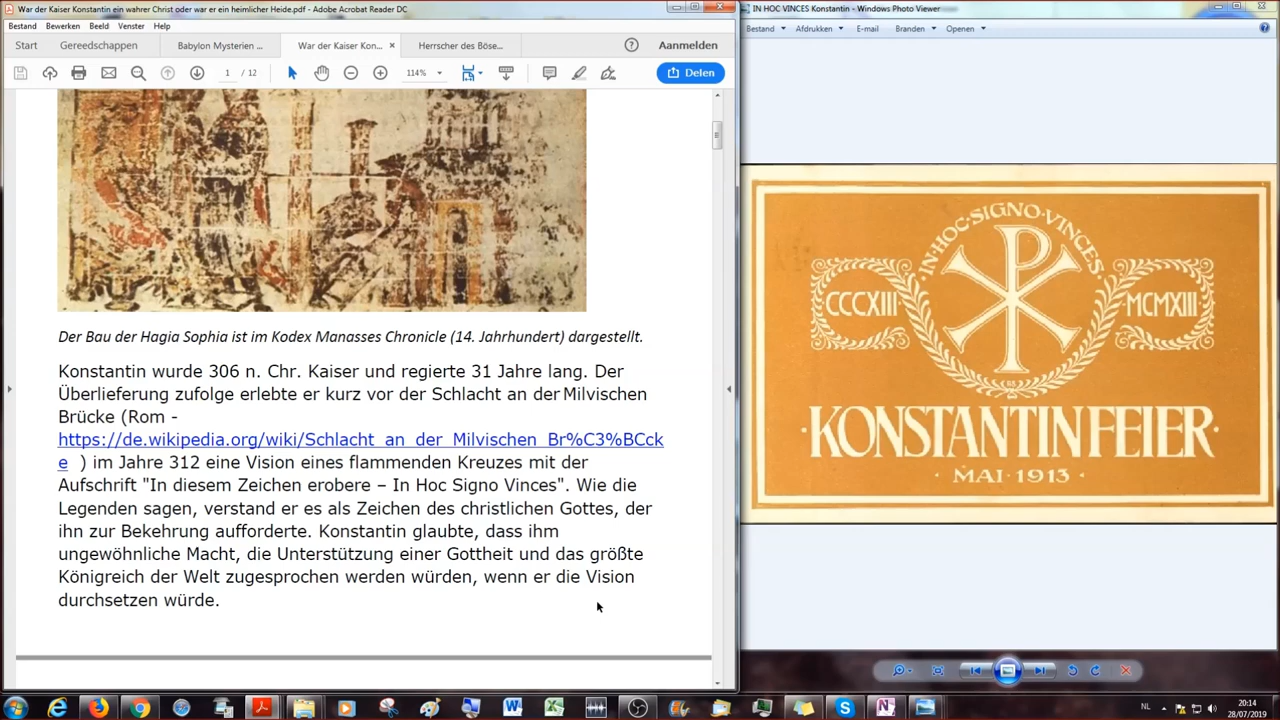 War der Kaiser Konstantin ein wahrer Christ oder war er ein heimlicher Heide.pdf - Adobe Acrobat Reader DC
Bestand Bewerken Beeld Venster Help
Start Gereedschappen Babylon Mysterien ... War der Kaiser Kon... × Herrscher des Böse... Aanmelden
1 / 12 114% Delen
Der Bau der Hagia Sophia ist im Kodex Manasses Chronicle (14. Jahrhundert) dargestellt.
Konstantin wurde 306 n. Chr. Kaiser und regierte 31 Jahre lang. Der
Überlieferung zufolge erlebte er kurz vor der Schlacht an der Milvischen
Brücke (Rom -
https://de.wikipedia.org/wiki/Schlacht_an_der_Milvischen_Br%C3%BCck
e ) im Jahre 312 eine Vision eines flammenden Kreuzes mit der
Aufschrift "In diesem Zeichen erobere – In Hoc Signo Vinces". Wie die
Legenden sagen, verstand er es als Zeichen des christlichen Gottes, der
ihn zur Bekehrung aufforderte. Konstantin glaubte, dass ihm
ungewöhnliche Macht, die Unterstützung einer Gottheit und das größte
Königreich der Welt zugesprochen werden würden, wenn er die Vision
durchsetzen würde.
IN HOC VINCES Konstantin - Windows Photo Viewer
Bestand Afdrukken E-mail Branden Openen
IN·HOC·SIGNO·VINCES
CCCXIII MCMXIII
·KONSTANTINFEIER·
· MAI·1913 ·
NL 20:14
28/07/2019